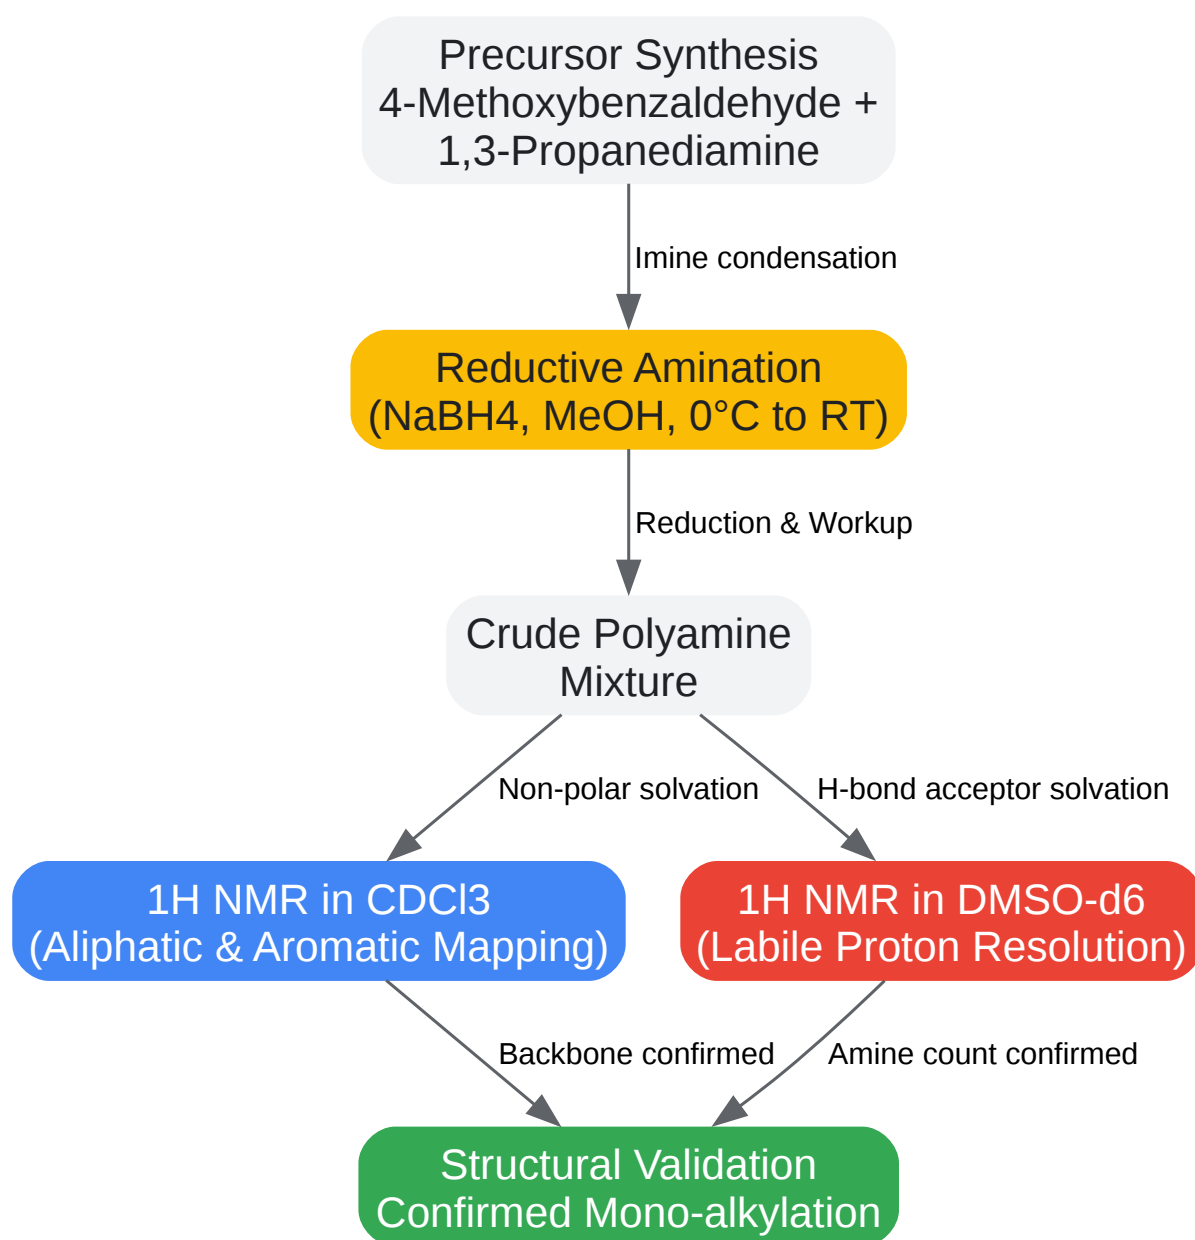 Precursor Synthesis
4-Methoxybenzaldehyde +
1,3-Propanediamine
Imine condensation
Reductive Amination
(NaBH4, MeOH, 0°C to RT)
Reduction & Workup
Crude Polyamine
Mixture
Non-polar solvation
H-bond acceptor solvation
1H NMR in CDCl3
(Aliphatic & Aromatic Mapping)
1H NMR in DMSO-d6
(Labile Proton Resolution)
Backbone confirmed
Amine count confirmed
Structural Validation
Confirmed Mono-alkylation